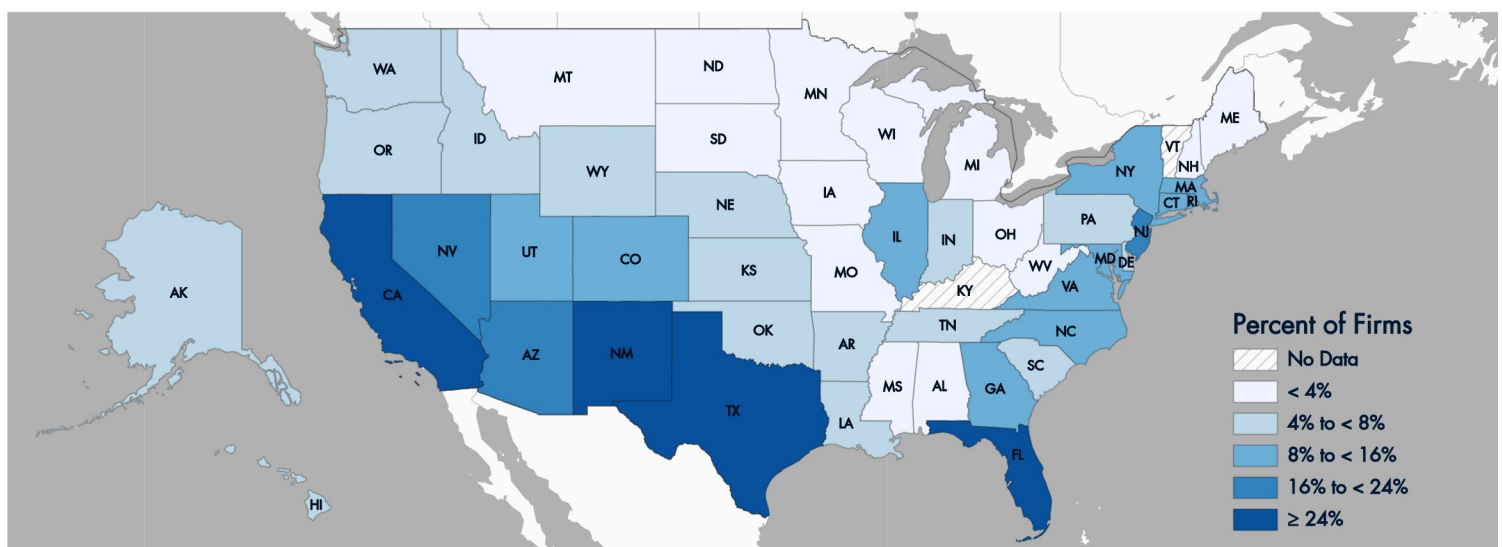 WA
MT
ND
MN
ME
OR
ID
SD
WI
MI
VT
NH
NY
MA
CT
RI
WY
NE
IA
PA
NJ
NV
UT
CO
IL
IN
OH
MD
DE
KS
MO
WV
VA
AK
CA
KY
AZ
NM
OK
AR
TN
NC
SC
TX
MS
AL
GA
LA
FL
HI
Percent of Firms
No Data
< 4%
4% to < 8%
8% to < 16%
16% to < 24%
≥ 24%